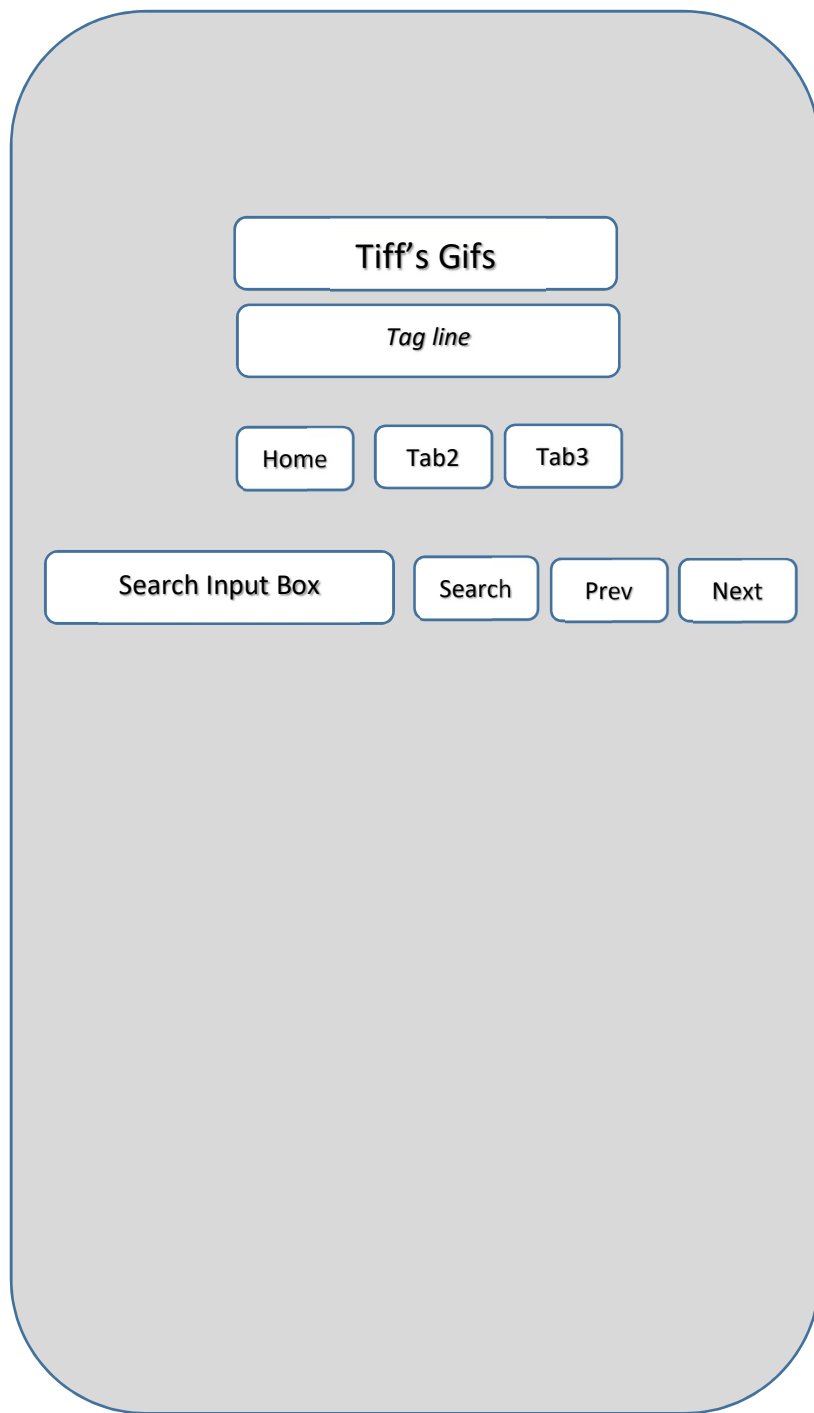 Tiff’s Gifs
Tag line
Home Tab2 Tab3
Search Input Box Search Prev Next